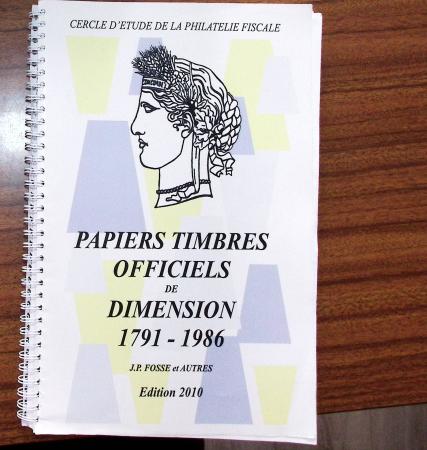 CERCLE D'ETUDE DE LA PHILATELIE FISCALE
PAPIERS TIMBRES
OFFICIELS
DE
DIMENSION
1791 - 1986
J.P. FOSSE et AUTRES
Edition 2010